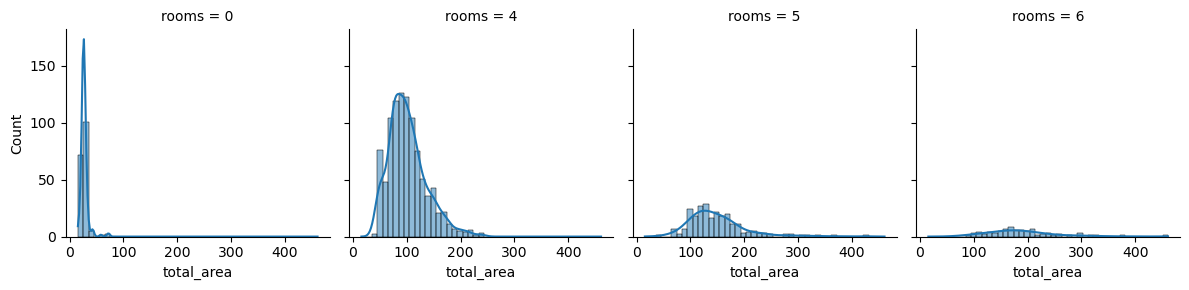 rooms = 0
rooms = 4
rooms = 5
rooms = 6
Count
150
100
50
0
0 100 200 300 400
0 100 200 300 400
0 100 200 300 400
0 100 200 300 400
total_area
total_area
total_area
total_area